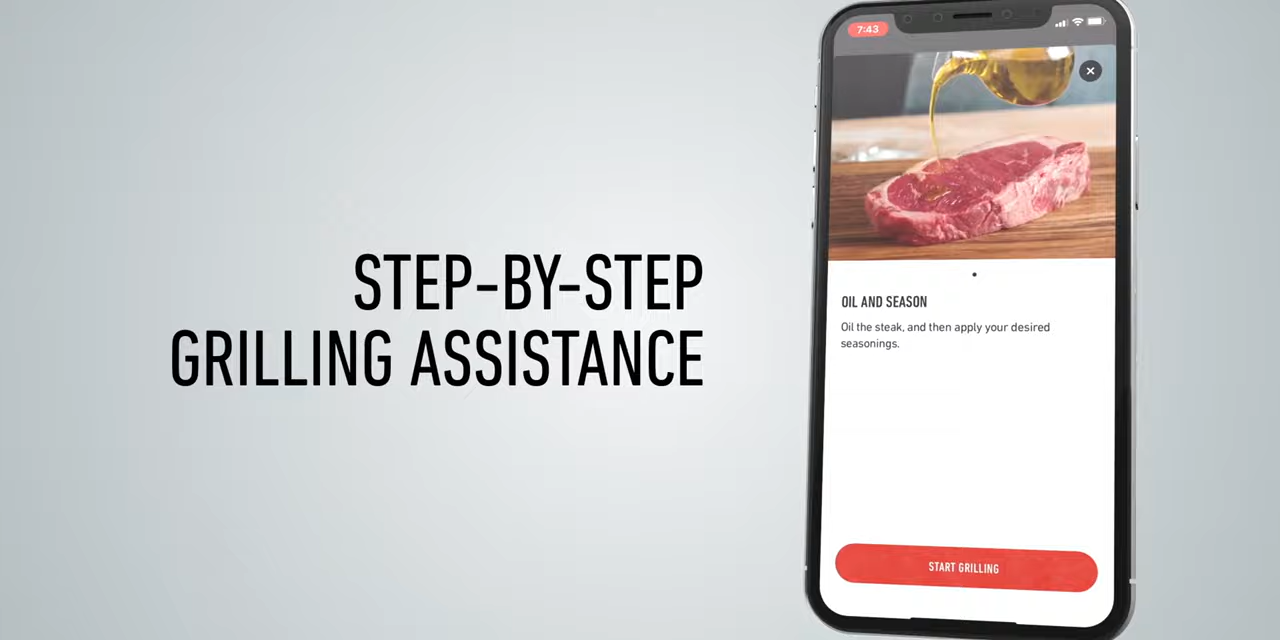 STEP-BY-STEP
GRILLING ASSISTANCE
7:43
OIL AND SEASON
Oil the steak, and then apply your desired
seasonings.
START GRILLING